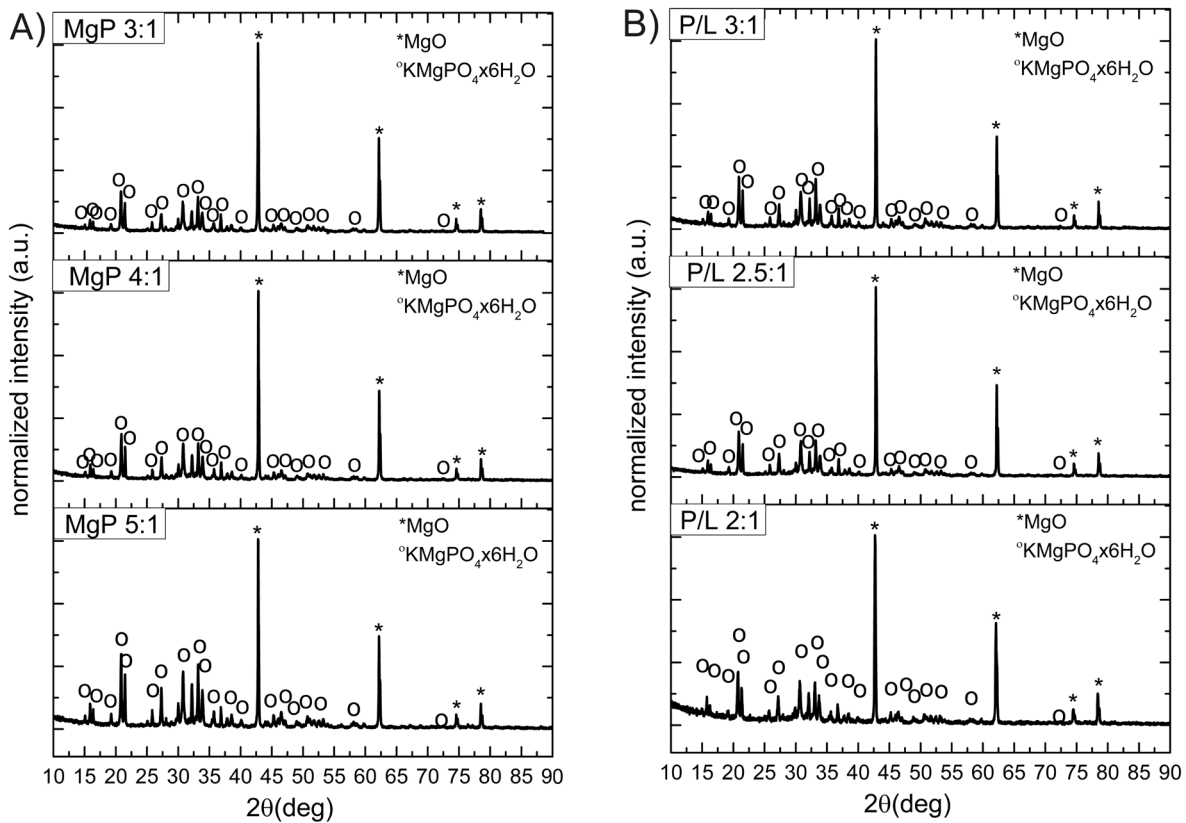 A)
MgP 3:1
*MgO
°KMgPO₄x6H₂O
MgP 4:1
*MgO
°KMgPO₄x6H₂O
MgP 5:1
*MgO
°KMgPO₄x6H₂O
normalized intensity (a.u.)
10 15 20 25 30 35 40 45 50 55 60 65 70 75 80 85 90
2θ(deg)
B)
P/L 3:1
*MgO
°KMgPO₄x6H₂O
P/L 2.5:1
*MgO
°KMgPO₄x6H₂O
P/L 2:1
*MgO
°KMgPO₄x6H₂O
normalized intensity (a.u.)
10 15 20 25 30 35 40 45 50 55 60 65 70 75 80 85 90
2θ(deg)